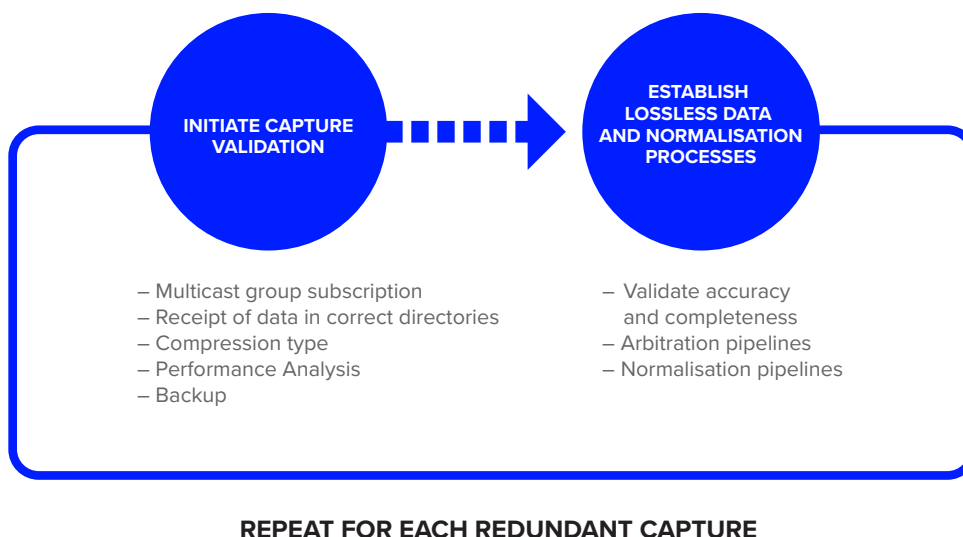 INITIATE CAPTURE
VALIDATION
ESTABLISH
LOSSLESS DATA
AND NORMALISATION
PROCESSES
– Multicast group subscription
– Receipt of data in correct directories
– Compression type
– Performance Analysis
– Backup
– Validate accuracy
and completeness
– Arbitration pipelines
– Normalisation pipelines
REPEAT FOR EACH REDUNDANT CAPTURE